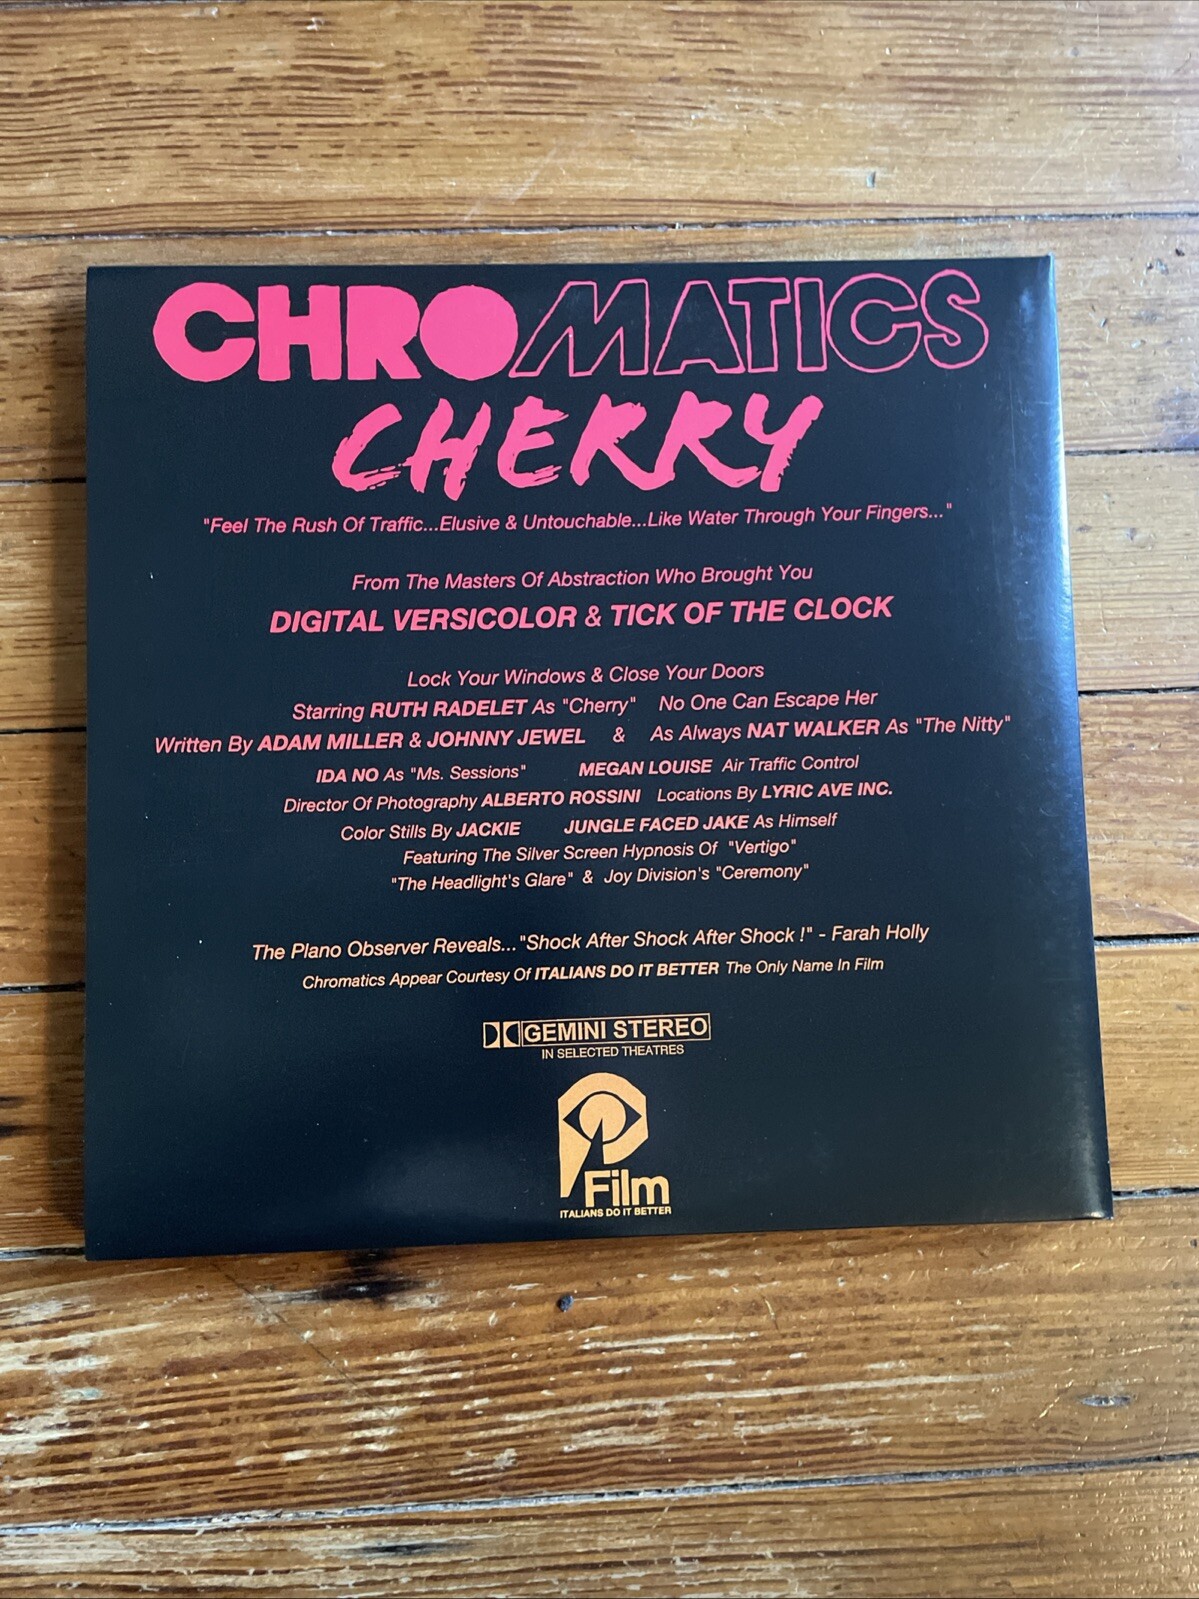 CHROMATICS
CHERRY
"Feel The Rush Of Traffic...Elusive & Untouchable...Like Water Through Your Fingers..."
From The Masters Of Abstraction Who Brought You
DIGITAL VERSICOLOR & TICK OF THE CLOCK
Lock Your Windows & Close Your Doors
Starring RUTH RADELET As "Cherry" No One Can Escape Her
Written By ADAM MILLER & JOHNNY JEWEL & As Always NAT WALKER As "The Nitty"
IDA NO As "Ms. Sessions" MEGAN LOUISE Air Traffic Control
Director Of Photography ALBERTO ROSSINI Locations By LYRIC AVE INC.
Color Stills By JACKIE JUNGLE FACED JAKE As Himself
Featuring The Silver Screen Hypnosis Of "Vertigo"
"The Headlight's Glare" & Joy Division's "Ceremony"
The Plano Observer Reveals..."Shock After Shock After Shock !" - Farah Holly
Chromatics Appear Courtesy Of ITALIANS DO IT BETTER The Only Name In Film
GEMINI STEREO
IN SELECTED THEATRES
Film
ITALIANS DO IT BETTER